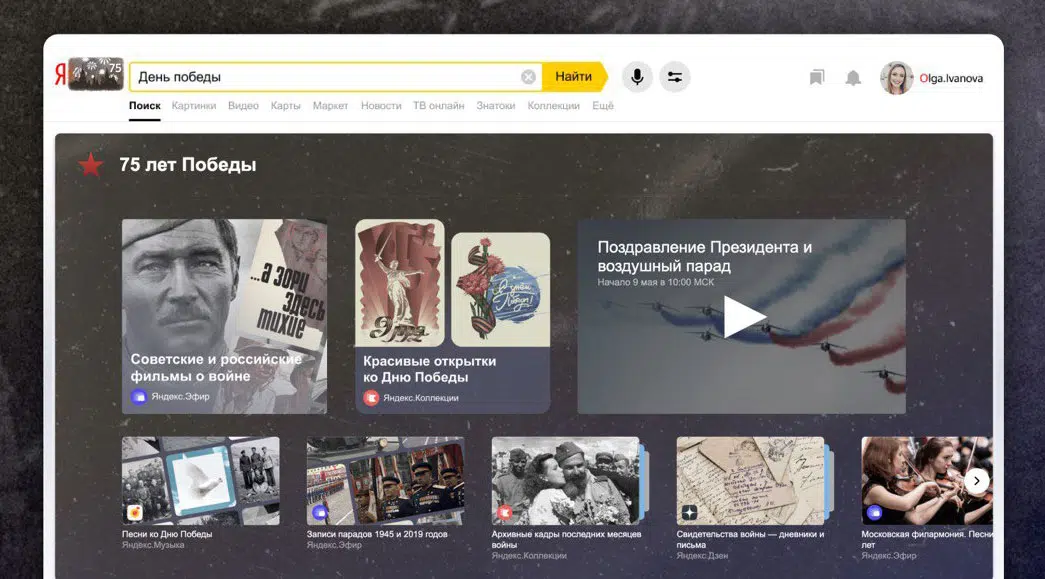 Я
75
День победы
Найти
Olga.Ivanova
Поиск Картинки Видео Карты Маркет Новости ТВ онлайн Знатоки Коллекции Ещё
75 лет Победы
...а зори
здесь
тихие
Советские и российские
фильмы о войне
Яндекс.Эфир
9 мая
С днём
Победы!
Красивые открытки
ко Дню Победы
Яндекс.Коллекции
Поздравление Президента и
воздушный парад
Начало 9 мая в 10:00 МСК
Песни ко Дню Победы
Яндекс.Музыка
Записи парадов 1945 и 2019 годов
Яндекс.Эфир
Архивные кадры последних месяцев
войны
Яндекс.Коллекции
Свидетельства войны — дневники и
письма
Яндекс.Дзен
Московская филармония. Песни
лет
Яндекс.Эфир